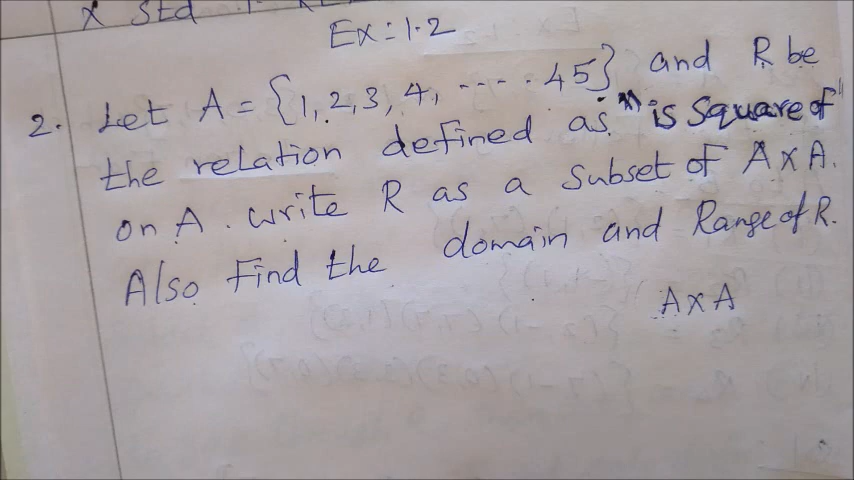 X Std
Ex:1.2
2. Let A = {1,2,3,4,.....45} and R be
the relation defined as "is square of"
on A. write R as a subset of A x A.
Also Find the domain and Range of R.
A x A